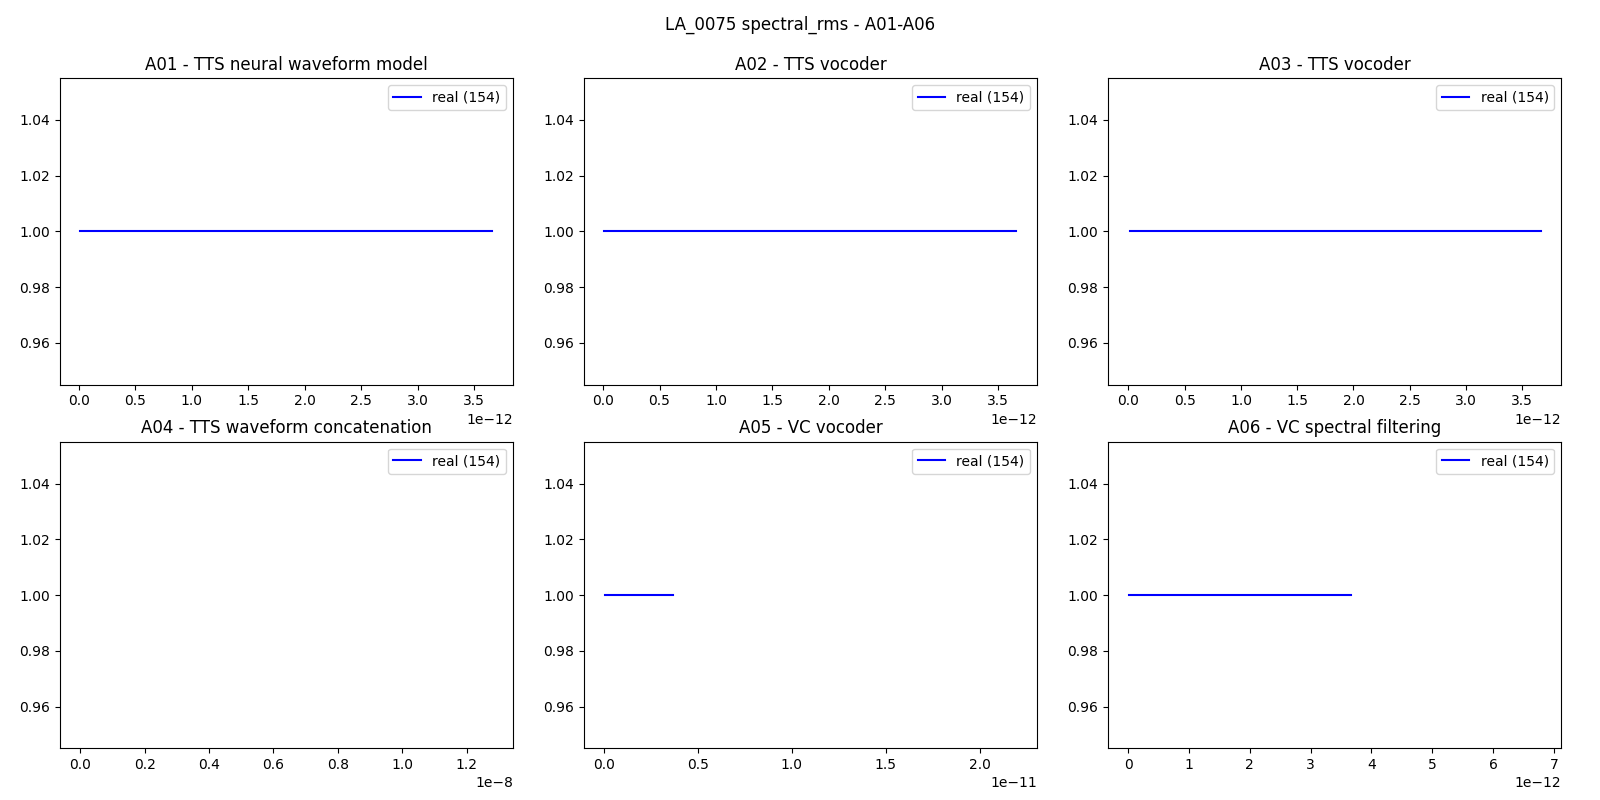 LA_0075 spectral_rms - A01-A06
A01 - TTS neural waveform model
real (154)
1.04
1.02
1.00
0.98
0.96
0.0 0.5 1.0 1.5 2.0 2.5 3.0 3.5
1e−12
A02 - TTS vocoder
real (154)
1.04
1.02
1.00
0.98
0.96
0.0 0.5 1.0 1.5 2.0 2.5 3.0 3.5
1e−12
A03 - TTS vocoder
real (154)
1.04
1.02
1.00
0.98
0.96
0.0 0.5 1.0 1.5 2.0 2.5 3.0 3.5
1e−12
A04 - TTS waveform concatenation
real (154)
1.04
1.02
1.00
0.98
0.96
0.0 0.2 0.4 0.6 0.8 1.0 1.2
1e−8
A05 - VC vocoder
real (154)
1.04
1.02
1.00
0.98
0.96
0.0 0.5 1.0 1.5 2.0
1e−11
A06 - VC spectral filtering
real (154)
1.04
1.02
1.00
0.98
0.96
0 1 2 3 4 5 6 7
1e−12